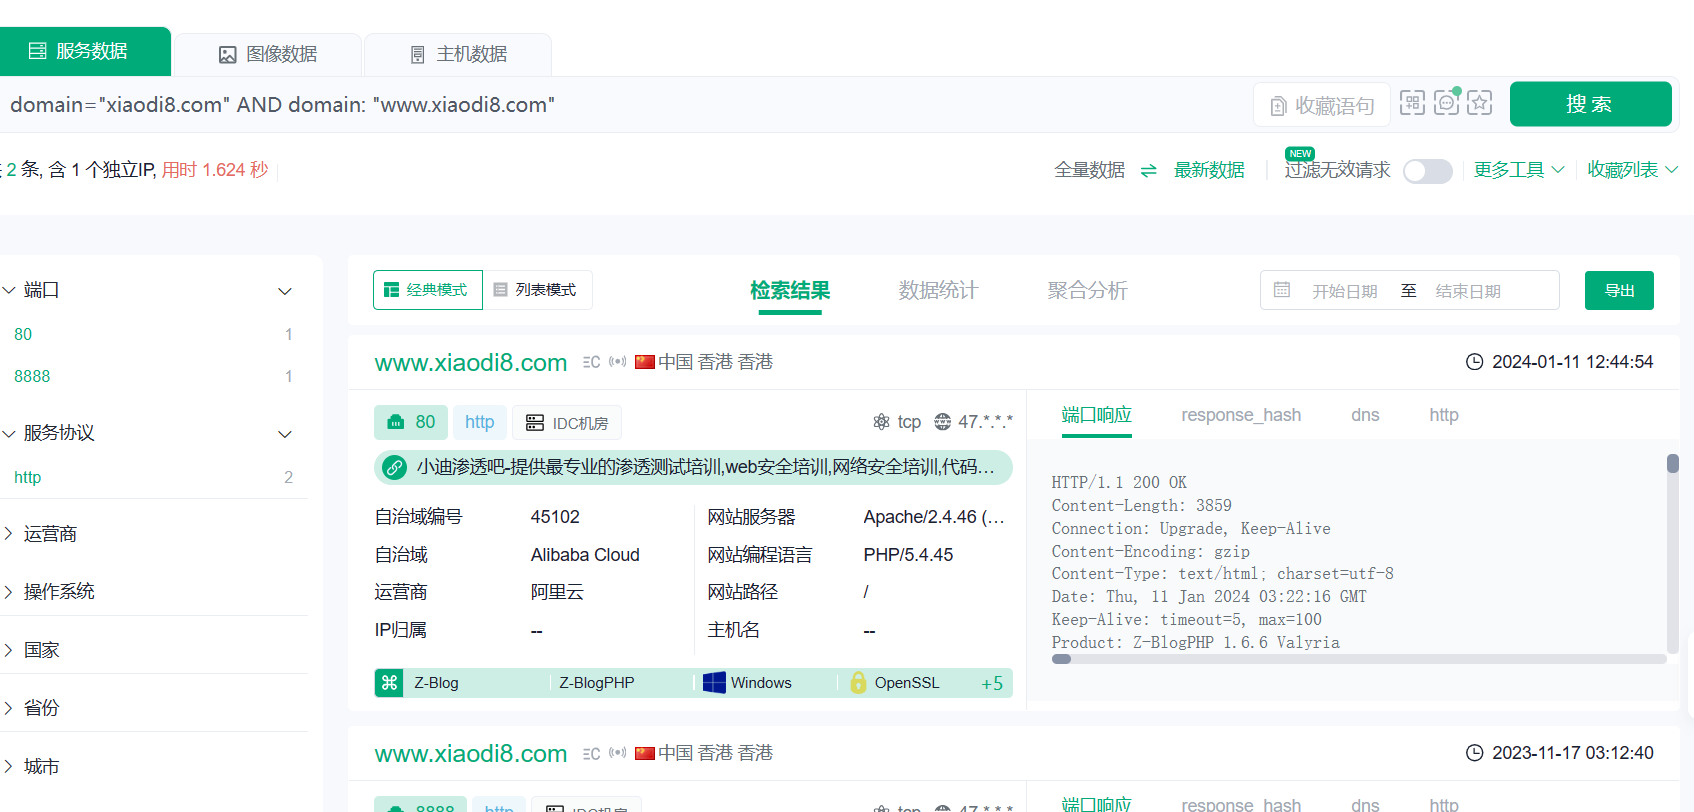 服务数据 图像数据 主机数据
domain="xiaodi8.com" AND domain: "www.xiaodi8.com" 收藏语句 搜 索
2 条, 含 1 个独立IP, 用时 1.624 秒 全量数据 最新数据 NEW 过滤无效请求 更多工具 收藏列表
端口
80 1
8888 1
服务协议
http 2
运营商
操作系统
国家
省份
城市
经典模式 列表模式 检索结果 数据统计 聚合分析 开始日期 至 结束日期 导出
www.xiaodi8.com C 中国 香港 香港 2024-01-11 12:44:54
80 http IDC机房 tcp 47.*.*.*
小迪渗透吧-提供最专业的渗透测试培训,web安全培训,网络安全培训,代码…
自治域编号 45102 网站服务器 Apache/2.4.46 (…
自治域 Alibaba Cloud 网站编程语言 PHP/5.4.45
运营商 阿里云 网站路径 /
IP归属 -- 主机名 --
Z-Blog Z-BlogPHP Windows OpenSSL +5
端口响应 response_hash dns http
HTTP/1.1 200 OK
Content-Length: 3859
Connection: Upgrade, Keep-Alive
Content-Encoding: gzip
Content-Type: text/html; charset=utf-8
Date: Thu, 11 Jan 2024 03:22:16 GMT
Keep-Alive: timeout=5, max=100
Product: Z-BlogPHP 1.6.6 Valyria
www.xiaodi8.com C 中国 香港 香港 2023-11-17 03:12:40
8888 http IDC机房 tcp 47.*.*.*
端口响应 response_hash dns http